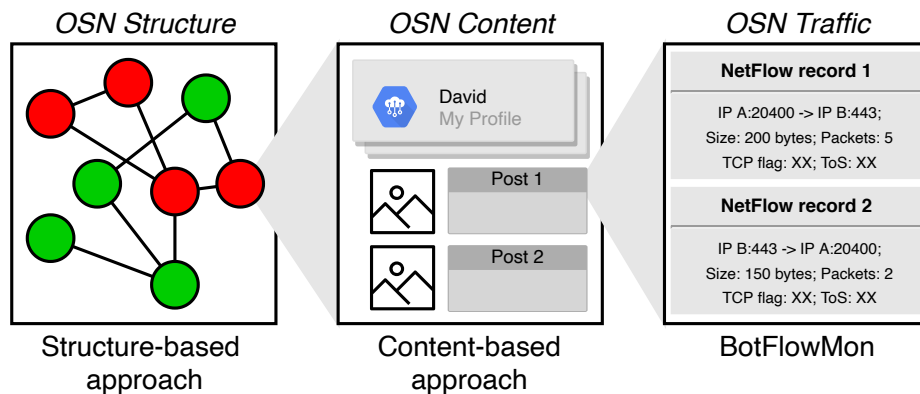 OSN Structure
OSN Content
OSN Traffic
David
My Profile
Post 1
Post 2
NetFlow record 1
IP A:20400 -> IP B:443;
Size: 200 bytes; Packets: 5
TCP flag: XX; ToS: XX
NetFlow record 2
IP B:443 -> IP A:20400;
Size: 150 bytes; Packets: 2
TCP flag: XX; ToS: XX
Structure-based
approach
Content-based
approach
BotFlowMon